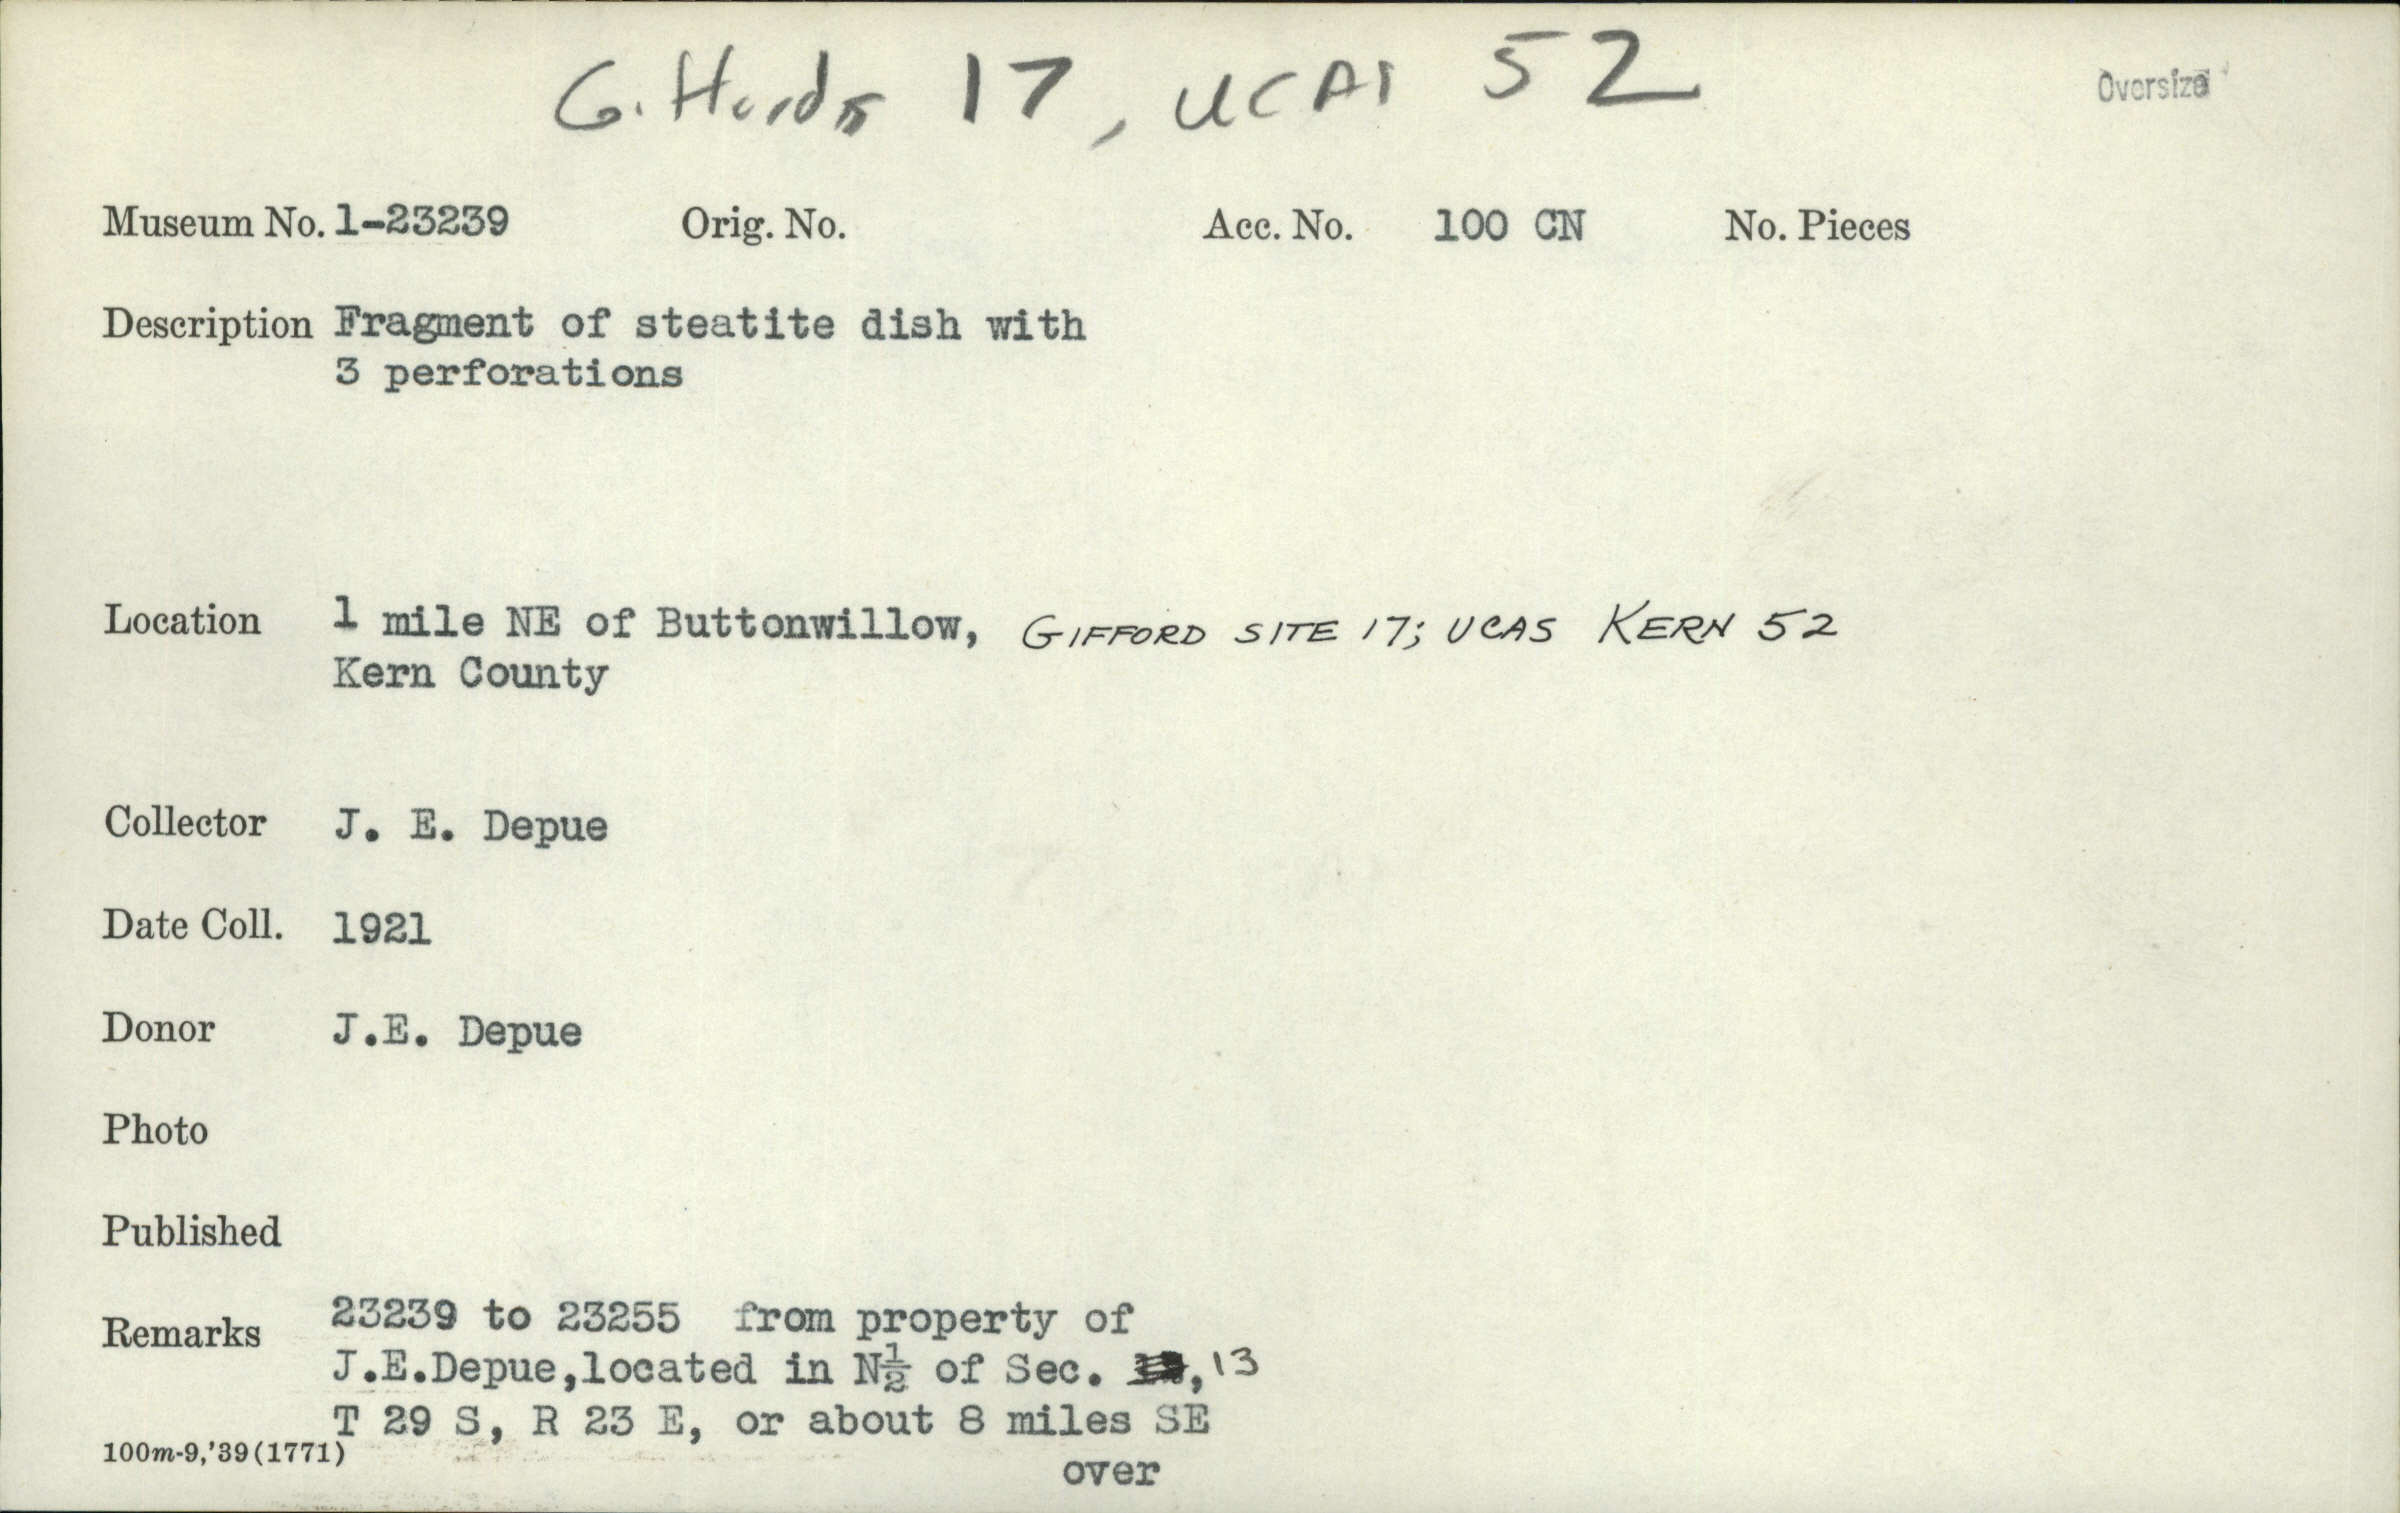 Gifford 17, UCAS 52
Oversize
Museum No. 1-23239 Orig. No. Acc. No. 100 CN No. Pieces
Description Fragment of steatite dish with
3 perforations
Location 1 mile NE of Buttonwillow, GIFFORD SITE 17; UCAS KERN 52
Kern County
Collector J. E. Depue
Date Coll. 1921
Donor J.E. Depue
Photo
Published
Remarks 23239 to 23255 from property of
J.E.Depue,located in N½ of Sec. , 13
T 29 S, R 23 E, or about 8 miles SE
100m-9,'39(1771)
over